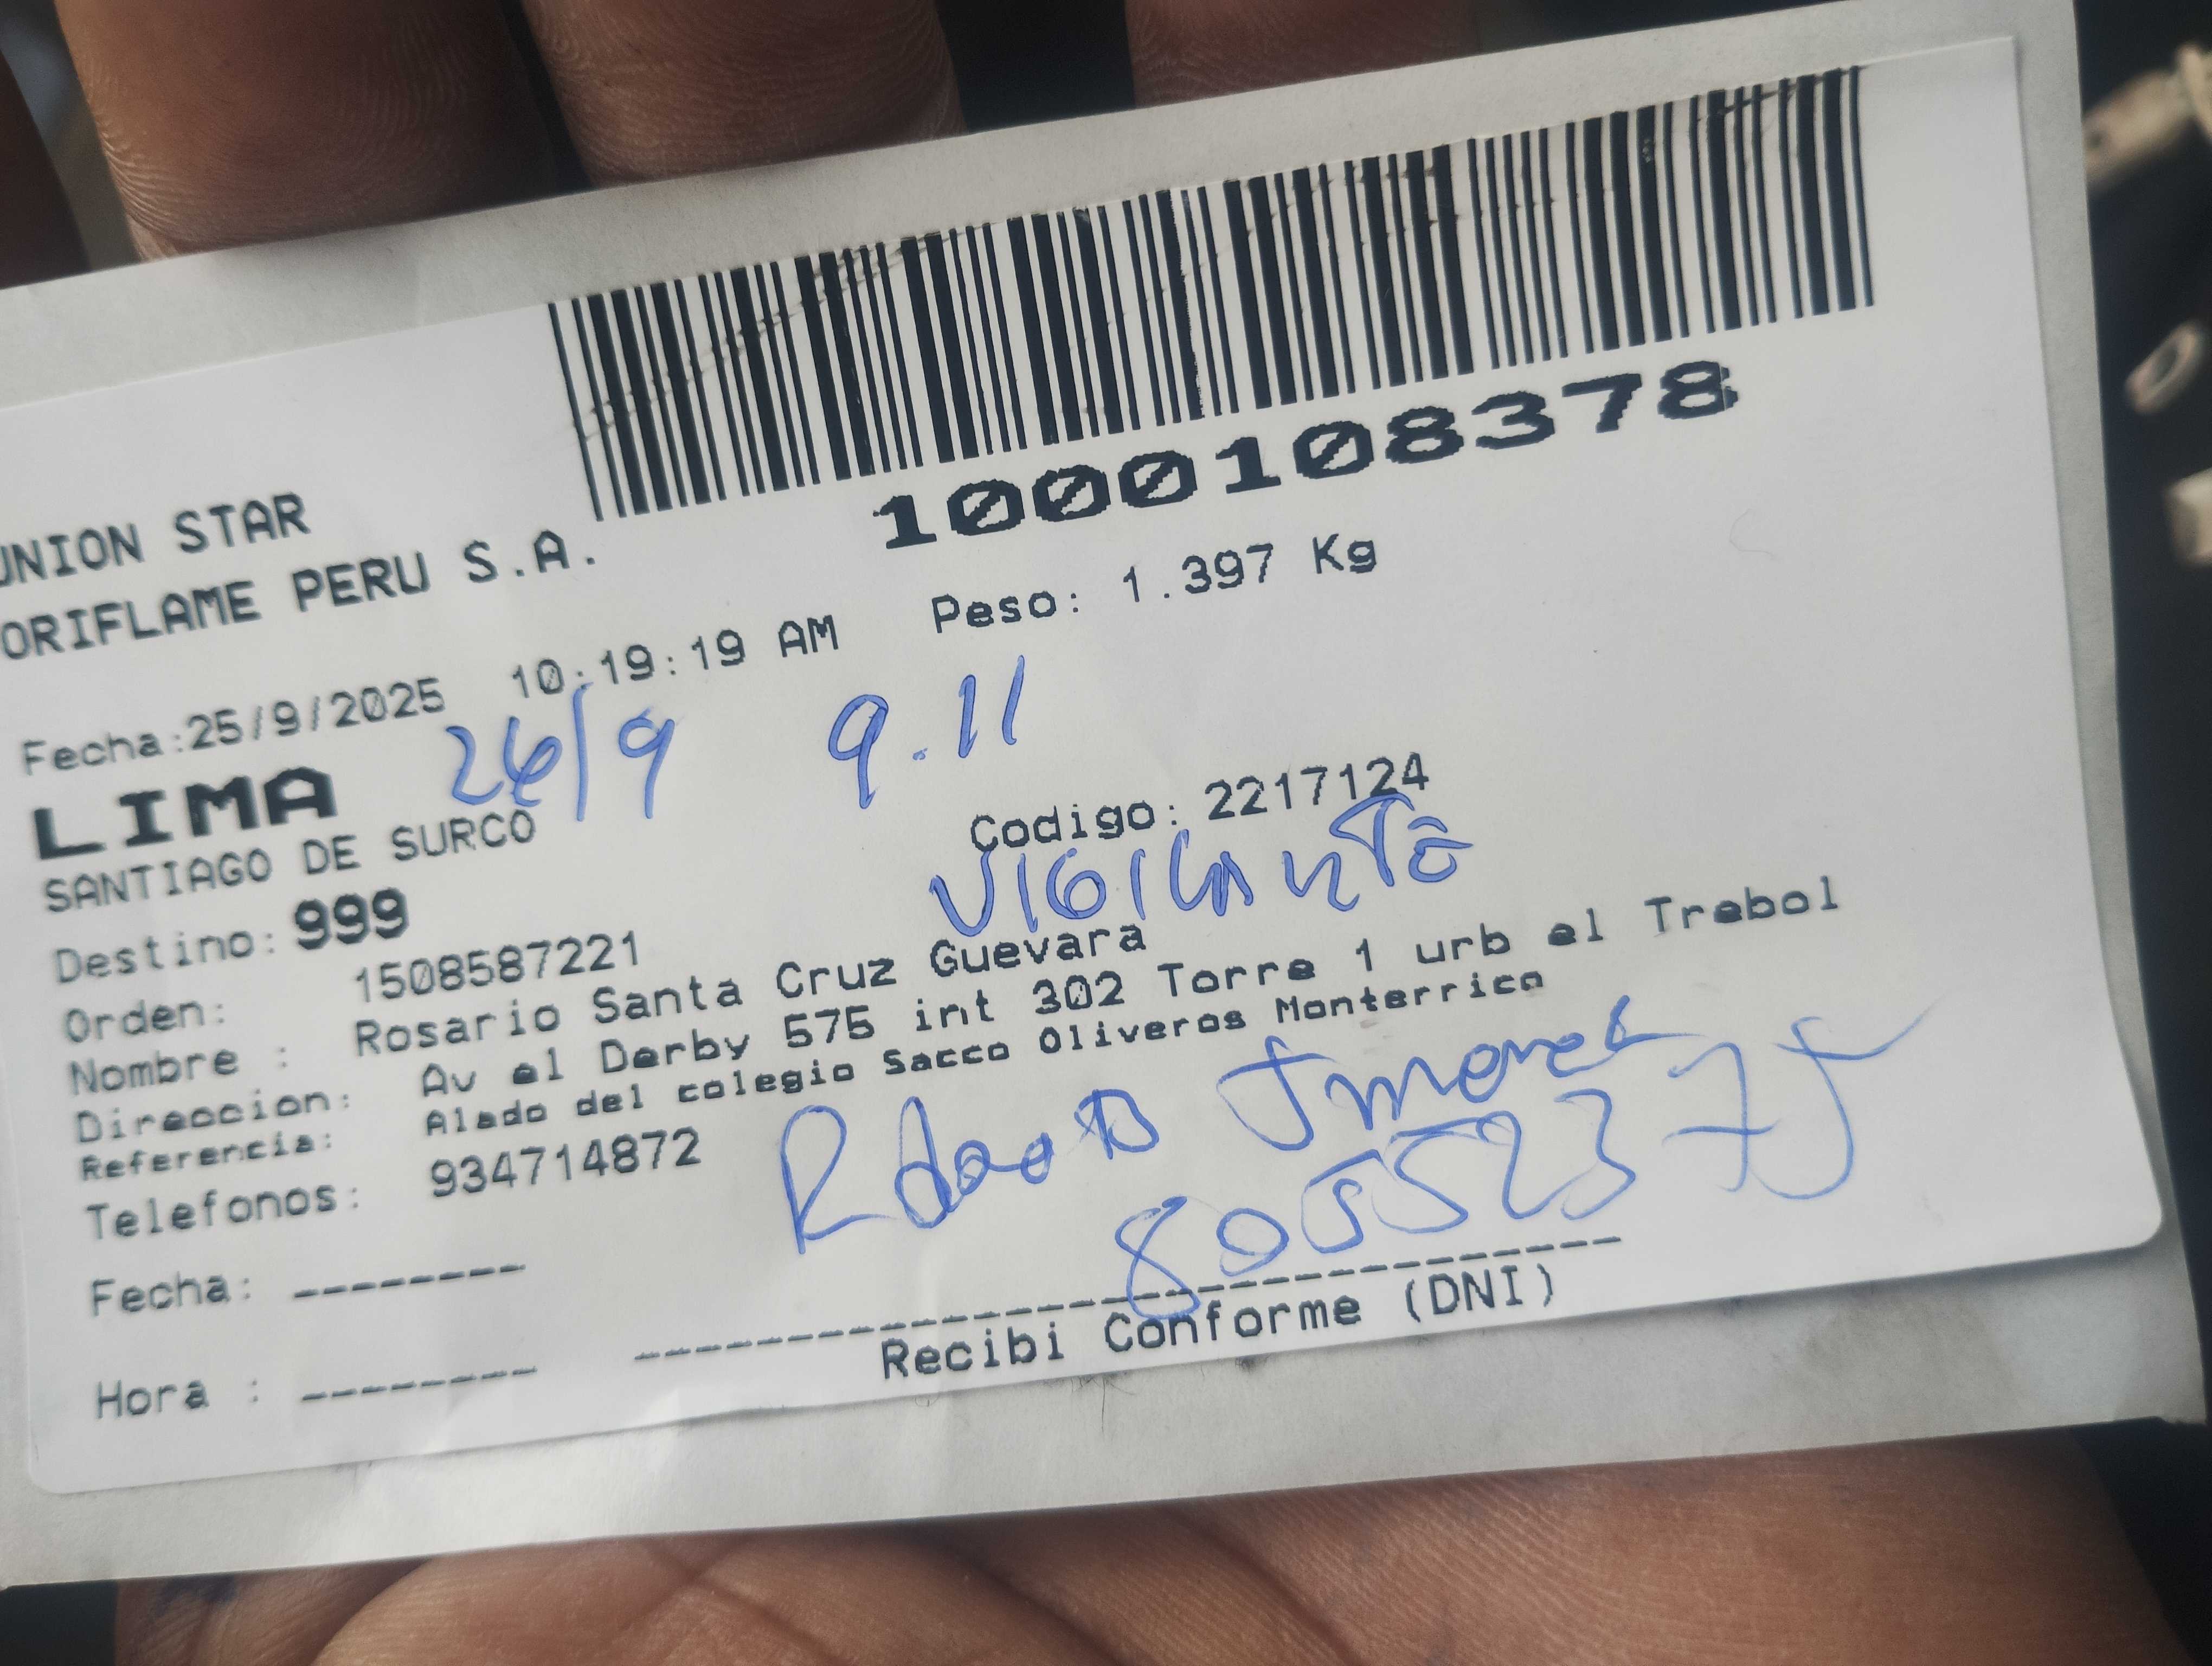 1000108378
UNION STAR
ORIFLAME PERU S.A.
Fecha:25/9/2025 10:19:19 AM Peso: 1.397 Kg
26/9 9.11
LIMA
SANTIAGO DE SURCO
Codigo: 2217124
VIGILANTE
Destino: 999
Orden: 1508587221
Nombre : Rosario Santa Cruz Guevara
Direccion: Av el Derby 575 int 302 Torre 1 urb el Trebol
Referencia: Alado del colegio Sacco Oliveros Monterrico
Telefonos: 934714872
Fecha: --------
Hora : --------
Recibi Conforme (DNI)